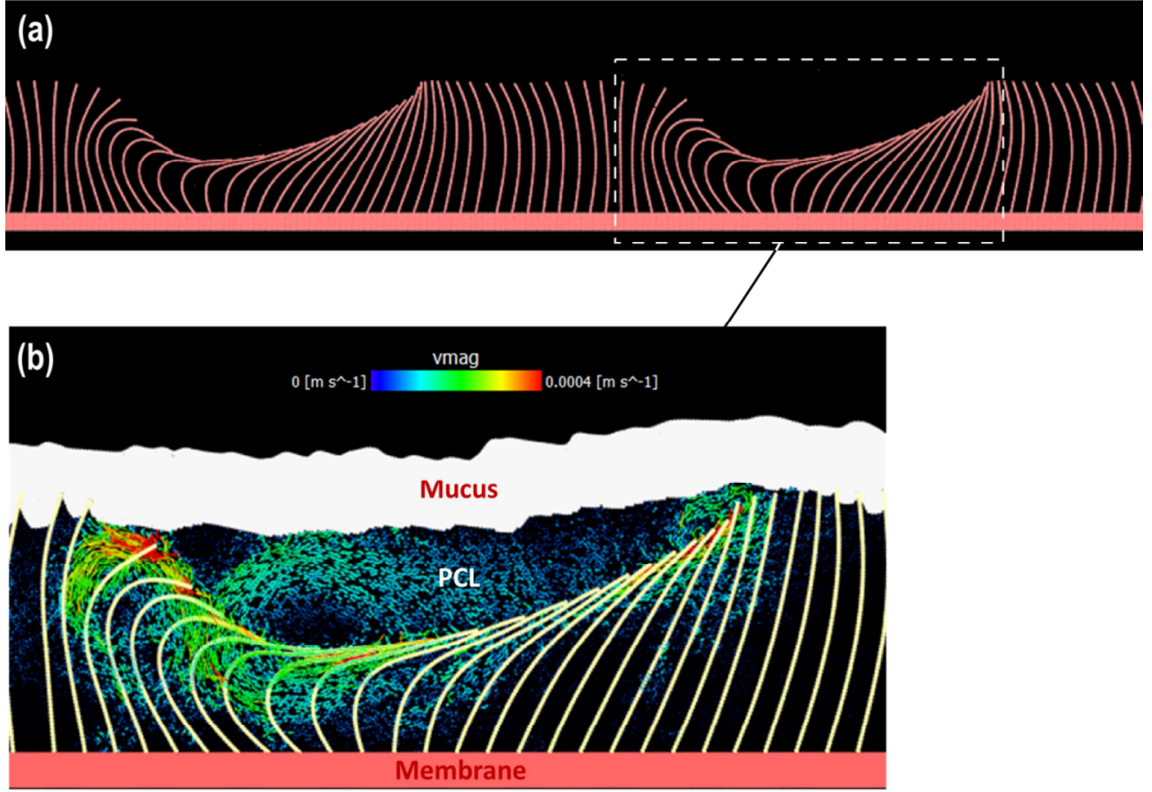 (a)
(b)
vmag
0 [m s^-1] 0.0004 [m s^-1]
Mucus
PCL
Membrane